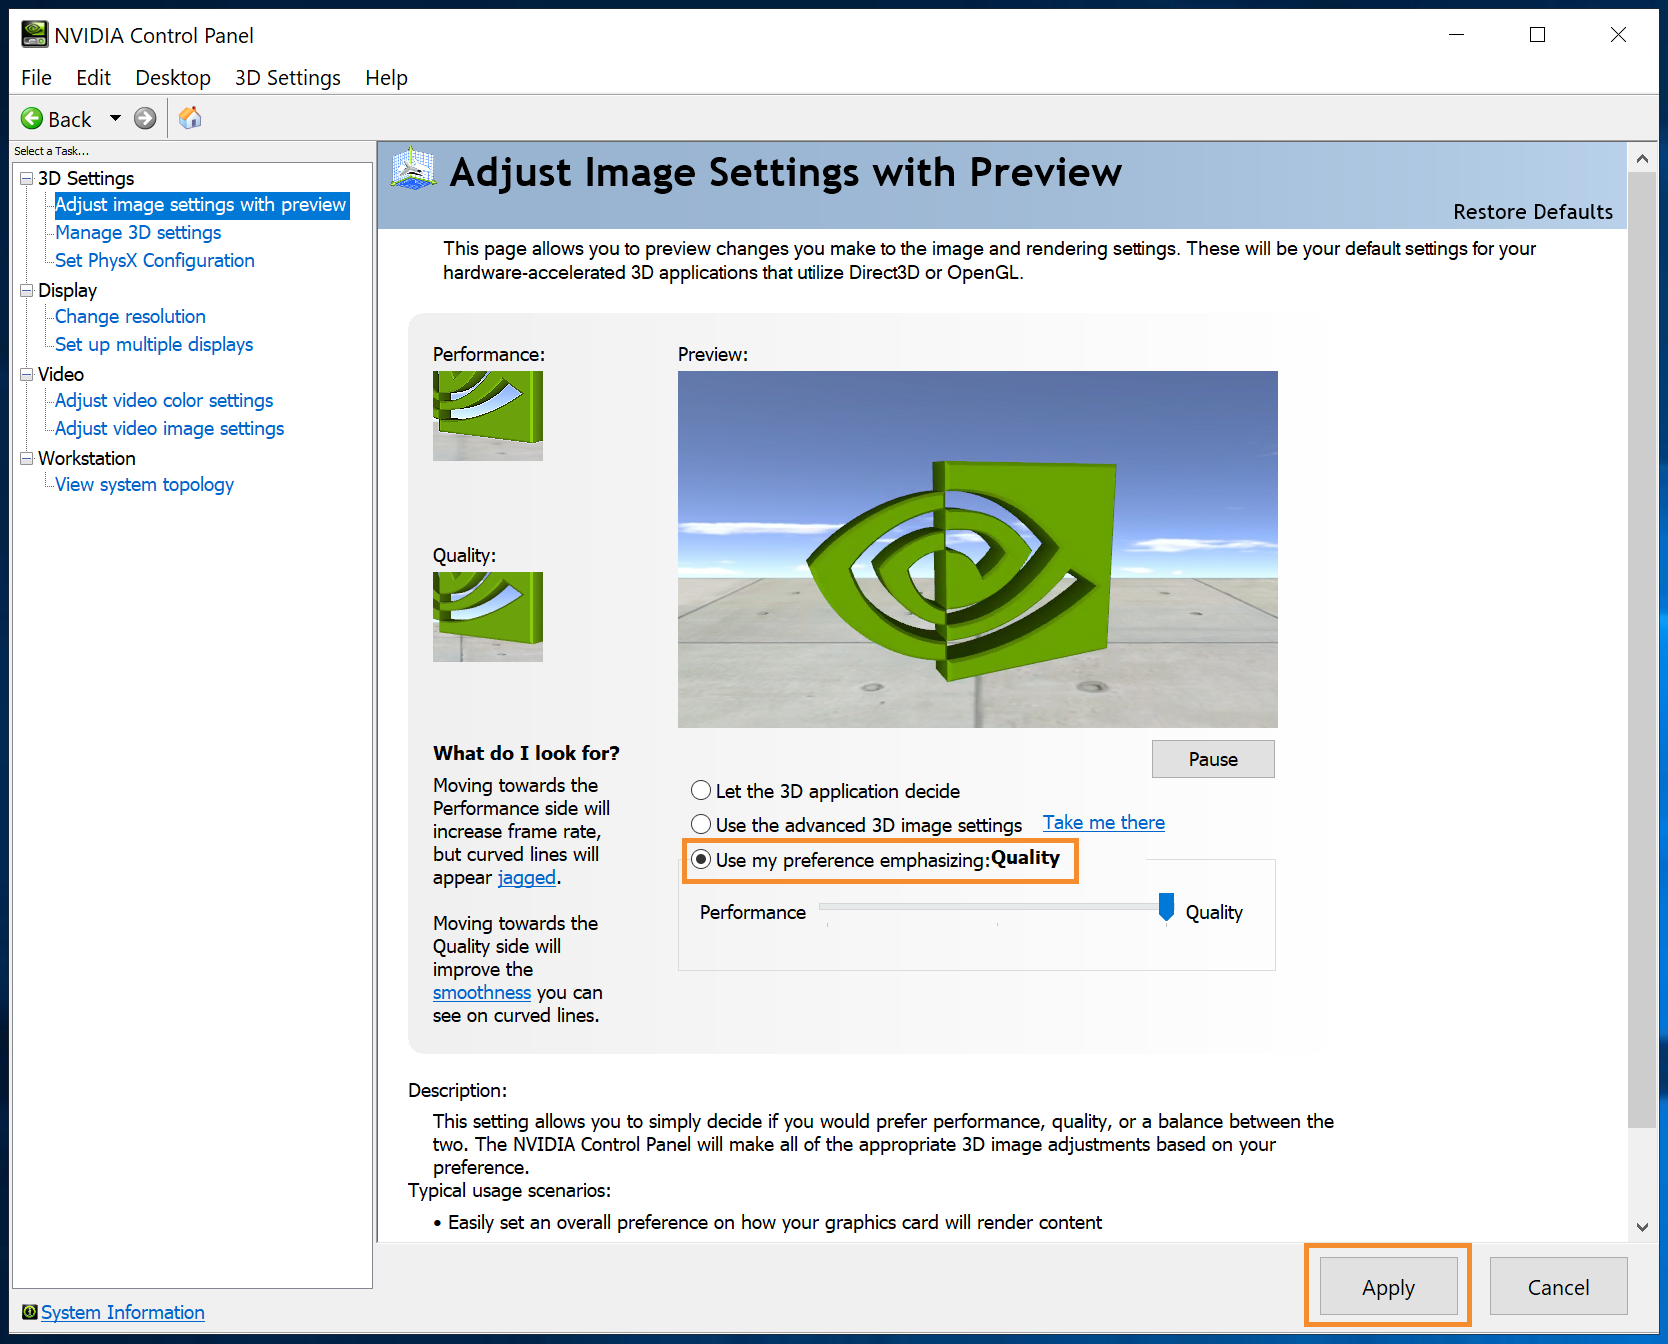 NVIDIA Control Panel
File Edit Desktop 3D Settings Help
Back
Select a Task...
3D Settings
Adjust image settings with preview
Manage 3D settings
Set PhysX Configuration
Display
Change resolution
Set up multiple displays
Video
Adjust video color settings
Adjust video image settings
Workstation
View system topology
System Information
Adjust Image Settings with Preview
Restore Defaults
This page allows you to preview changes you make to the image and rendering settings. These will be your default settings for your
hardware-accelerated 3D applications that utilize Direct3D or OpenGL.
Performance:
Quality:
What do I look for?
Moving towards the
Performance side will
increase frame rate,
but curved lines will
appear jagged.
Moving towards the
Quality side will
improve the
smoothness you can
see on curved lines.
Preview:
Pause
Let the 3D application decide
Use the advanced 3D image settings Take me there
Use my preference emphasizing:Quality
Performance Quality
Description:
This setting allows you to simply decide if you would prefer performance, quality, or a balance between the
two. The NVIDIA Control Panel will make all of the appropriate 3D image adjustments based on your
preference.
Typical usage scenarios:
• Easily set an overall preference on how your graphics card will render content
Apply Cancel